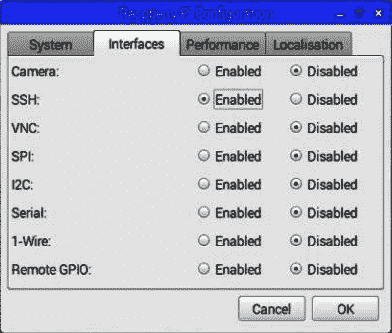 Raspberry Pi Configuration
System Interfaces Performance Localisation
Camera: Enabled Disabled
SSH: Enabled Disabled
VNC: Enabled Disabled
SPI: Enabled Disabled
I2C: Enabled Disabled
Serial: Enabled Disabled
1-Wire: Enabled Disabled
Remote GPIO: Enabled Disabled
Cancel OK